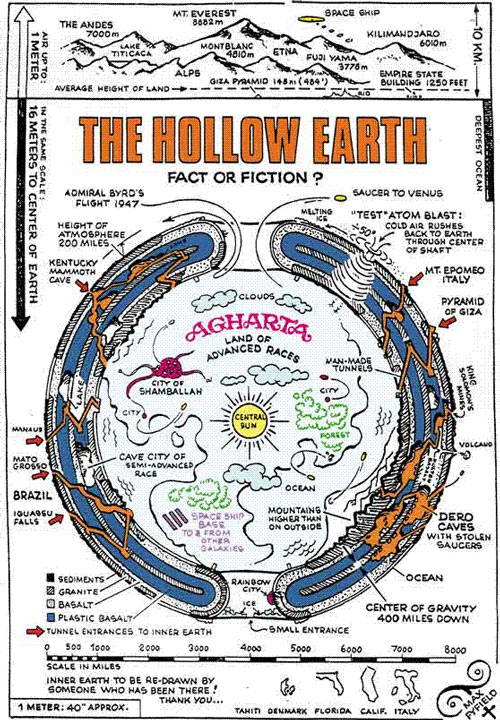 MT. EVEREST
8882 m
SPACE SHIP
THE ANDES
7000m
LAKE
TITICACA
MONTBLANC
4810m
ETNA
FUJI YAMA
3776m
KILIMANDJARO
6010m
ALPS
GIZA PYRAMID 148m (484')
EMPIRE STATE
BUILDING 1250 FEET
AVERAGE HEIGHT OF LAND
10 KM.
AIR UP TO:
1 METER
IN THE SAME SCALE:
16 METERS TO CENTER OF EARTH
DEEPEST OCEAN
THE HOLLOW EARTH
FACT OR FICTION ?
ADMIRAL BYRD'S
FLIGHT 1947
SAUCER TO VENUS
HEIGHT OF
ATMOSPHERE
200 MILES
MELTING
ICE
-50°
"TEST" ATOM BLAST:
COLD AIR RUSHES
BACK TO EARTH
THROUGH CENTER
OF SHAFT
KENTUCKY
MAMMOTH
CAVE
MT. EPOMEO
ITALY
CLOUDS
PYRAMID
OF GIZA
AGHARTA
LAND OF
ADVANCED RACES
MAN-MADE
TUNNELS
CITY OF
SHAMBALLAH
CITY
CITY
LAKE
CENTRAL
SUN
FOREST
KING
SOLOMON'S
MINES
MANAUS
VOLCANO
MATO
GROSSO
CAVE CITY OF
SEMI-ADVANCED
RACE
BRAZIL
OCEAN
IGUASSU
FALLS
SPACE SHIP
BASE
TO & FROM
OTHER
GALAXIES
MOUNTAINS
HIGHER THAN
ON OUTSIDE
DERO
CAVES
WITH STOLEN
SAUCERS
SEDIMENTS
GRANITE
BASALT
PLASTIC BASALT
RAINBOW
CITY
ICE
OCEAN
CENTER OF GRAVITY
400 MILES DOWN
TUNNEL ENTRANCES TO INNER EARTH
SMALL ENTRANCE
0 500 1000 2000 3000 4000 5000 6000 7000 8000
SCALE IN MILES
INNER EARTH TO BE RE-DRAWN BY
SOMEONE WHO HAS BEEN THERE!
THANK YOU...
1 METER: 40" APPROX.
TAHITI DENMARK FLORIDA CALIF. ITALY
MAX
FYFIELD